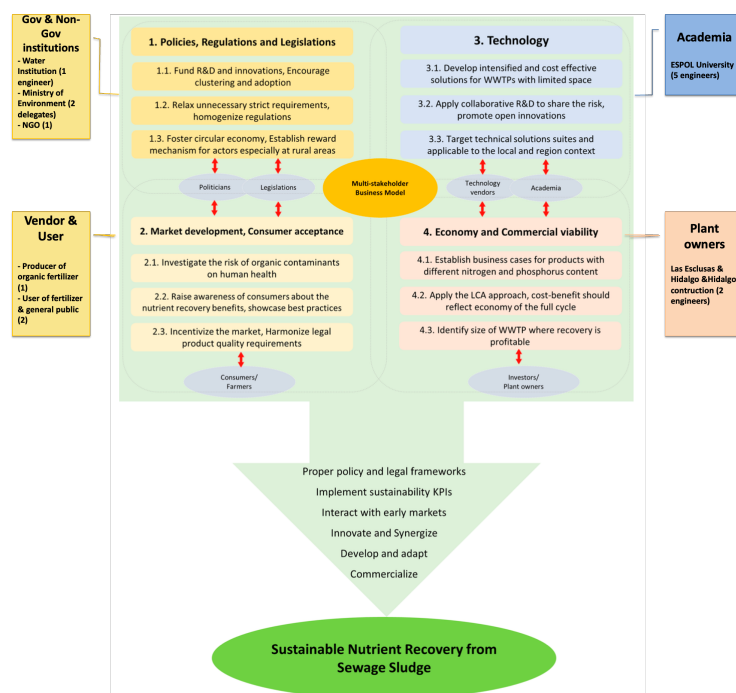 Gov & Non-
Gov
institutions
- Water
Institution (1
engineer)
- Ministry of
Environment (2
delegates)
- NGO (1)
1. Policies, Regulations and Legislations
1.1. Fund R&D and innovations, Encourage
clustering and adoption
1.2. Relax unnecessary strict requirements,
homogenize regulations
1.3. Foster circular economy, Establish reward
mechanism for actors especially at rural areas
Politicians
Legislations
3. Technology
3.1. Develop intensified and cost effective
solutions for WWTPs with limited space
3.2. Apply collaborative R&D to share the risk,
promote open innovations
3.3. Target technical solutions suites and
applicable to the local and region context
Technology
vendors
Academia
Academia
ESPOL University
(5 engineers)
Multi-stakeholder
Business Model
Vendor &
User
- Producer of
organic fertilizer
(1)
- User of fertilizer
& general public
(2)
2. Market development, Consumer acceptance
2.1. Investigate the risk of organic contaminants
on human health
2.2. Raise awareness of consumers about the
nutrient recovery benefits, showcase best practices
2.3. Incentivize the market, Harmonize legal
product quality requirements
Consumers/
Farmers
4. Economy and Commercial viability
4.1. Establish business cases for products with
different nitrogen and phosphorus content
4.2. Apply the LCA approach, cost-benefit should
reflect economy of the full cycle
4.3. Identify size of WWTP where recovery is
profitable
Investors/
Plant owners
Plant
owners
Las Esclusas &
Hidalgo &Hidalgo
contruction (2
engineers)
Proper policy and legal frameworks
Implement sustainability KPIs
Interact with early markets
Innovate and Synergize
Develop and adapt
Commercialize
Sustainable Nutrient Recovery from
Sewage Sludge